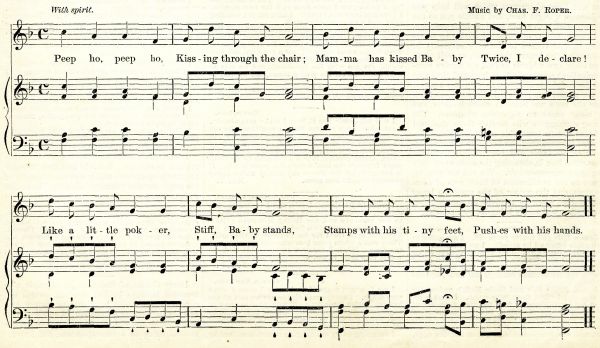 With spirit. Music by CHAS. F. ROPER.
Peep ho, peep ho, Kiss-ing through the chair; Mam-ma has kissed Ba-by Twice, I de-clare!
Like a lit-tle pok-er, Stiff, Ba-by stands, Stamps with his ti-ny feet, Push-es with his hands.